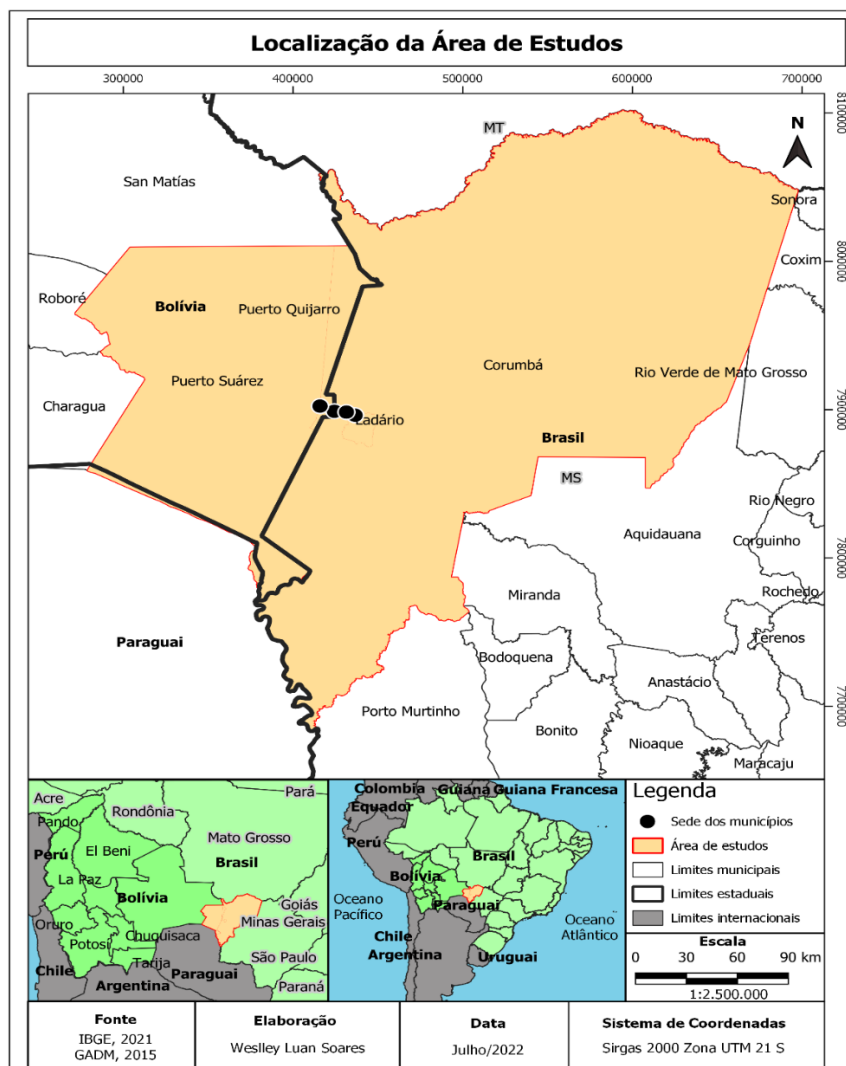 Localização da Área de Estudos
300000
400000
500000
600000
700000
8100000
8000000
7900000
7800000
7700000
N
MT
San Matías
Sonora
Coxim
Roboré
Bolívia
Puerto Quijarro
Corumbá
Rio Verde de Mato Grosso
Puerto Suárez
Charagua
Ladário
Brasil
MS
Rio Negro
Aquidauana
Corguinho
Miranda
Rochedo
Paraguai
Terenos
Bodoquena
Anastácio
Porto Murtinho
Bonito
Nioaque
Maracaju
Acre
Pará
Rondônia
Pando
Mato Grosso
Perú
El Beni
Brasil
La Paz
Bolívia
Goiás
Oruro
Minas Gerais
Chuquisaca
Potosí
São Paulo
Tarija
Chile
Paraguai
Argentina
Paraná
Colombia
Guiana
Guiana Francesa
Equador
Perú
Brasil
Bolívia
Oceano
Pacífico
Paraguai
Oceano
Atlântico
Chile
Argentina
Uruguai
Legenda
Sede dos municípios
Área de estudos
Limites municipais
Limites estaduais
Limites internacionais
Escala
0 30 60 90 km
1:2.500.000
Fonte
IBGE, 2021
GADM, 2015
Elaboração
Weslley Luan Soares
Data
Julho/2022
Sistema de Coordenadas
Sirgas 2000 Zona UTM 21 S